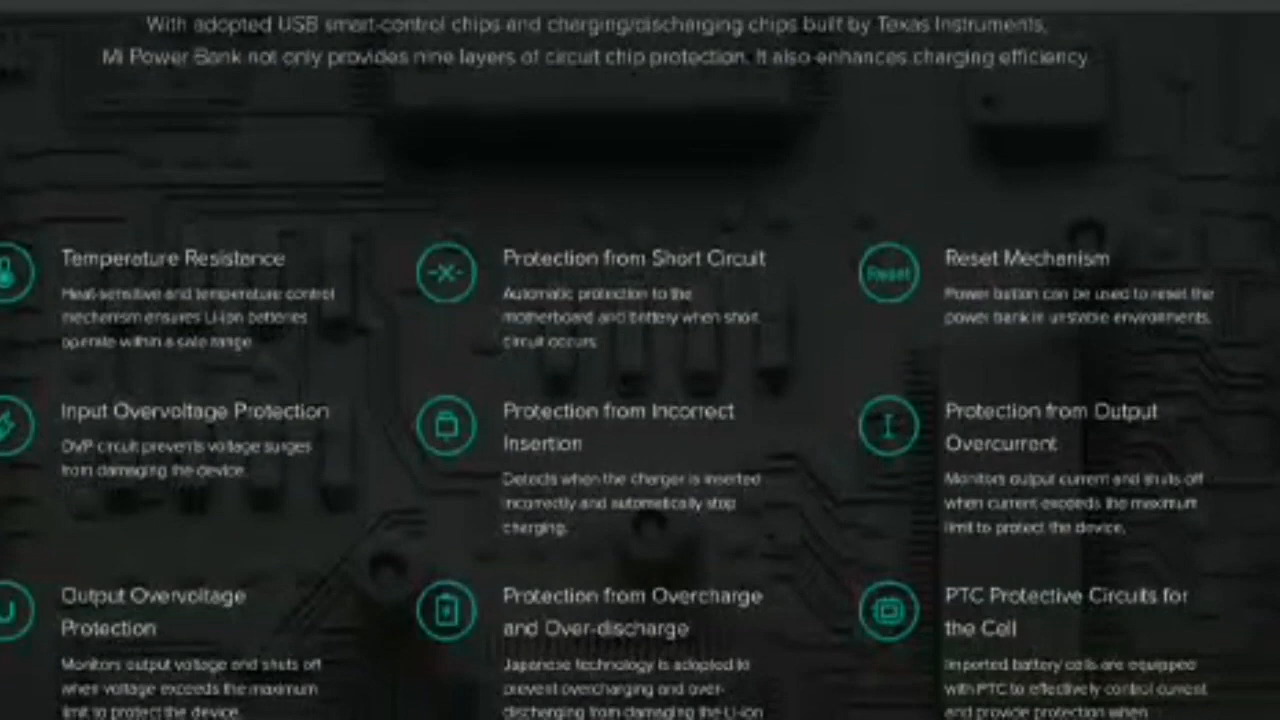 With adopted USB smart-control chips and charging/discharging chips built by Texas Instruments,
Mi Power Bank not only provides nine layers of circuit chip protection. It also enhances charging efficiency
Temperature Resistance
Heat-sensitive and temperature control
mechanism ensures Li-ion batteries
operate within a safe range
Protection from Short Circuit
Automatic protection to the
motherboard and battery when short
circuit occurs
Reset
Reset Mechanism
Power button can be used to reset the
power bank in unstable environments.
Input Overvoltage Protection
OVP circuit prevents voltage surges
from damaging the device
Protection from Incorrect
Insertion
Detects when the charger is inserted
incorrectly and automatically stop
charging.
Protection from Output
Overcurrent
Monitors output current and shuts off
when current exceeds the maximum
limit to protect the device.
Output Overvoltage
Protection
Monitors output voltage and shuts off
when voltage exceeds the maximum
limit to protect the device.
Protection from Overcharge
and Over-discharge
Japanese technology is adopted to
prevent overcharging and over-
discharging from damaging the Li-ion
PTC Protective Circuits for
the Cell
Imported battery cells are equipped
with PTC to effectively control current
and provide protection when